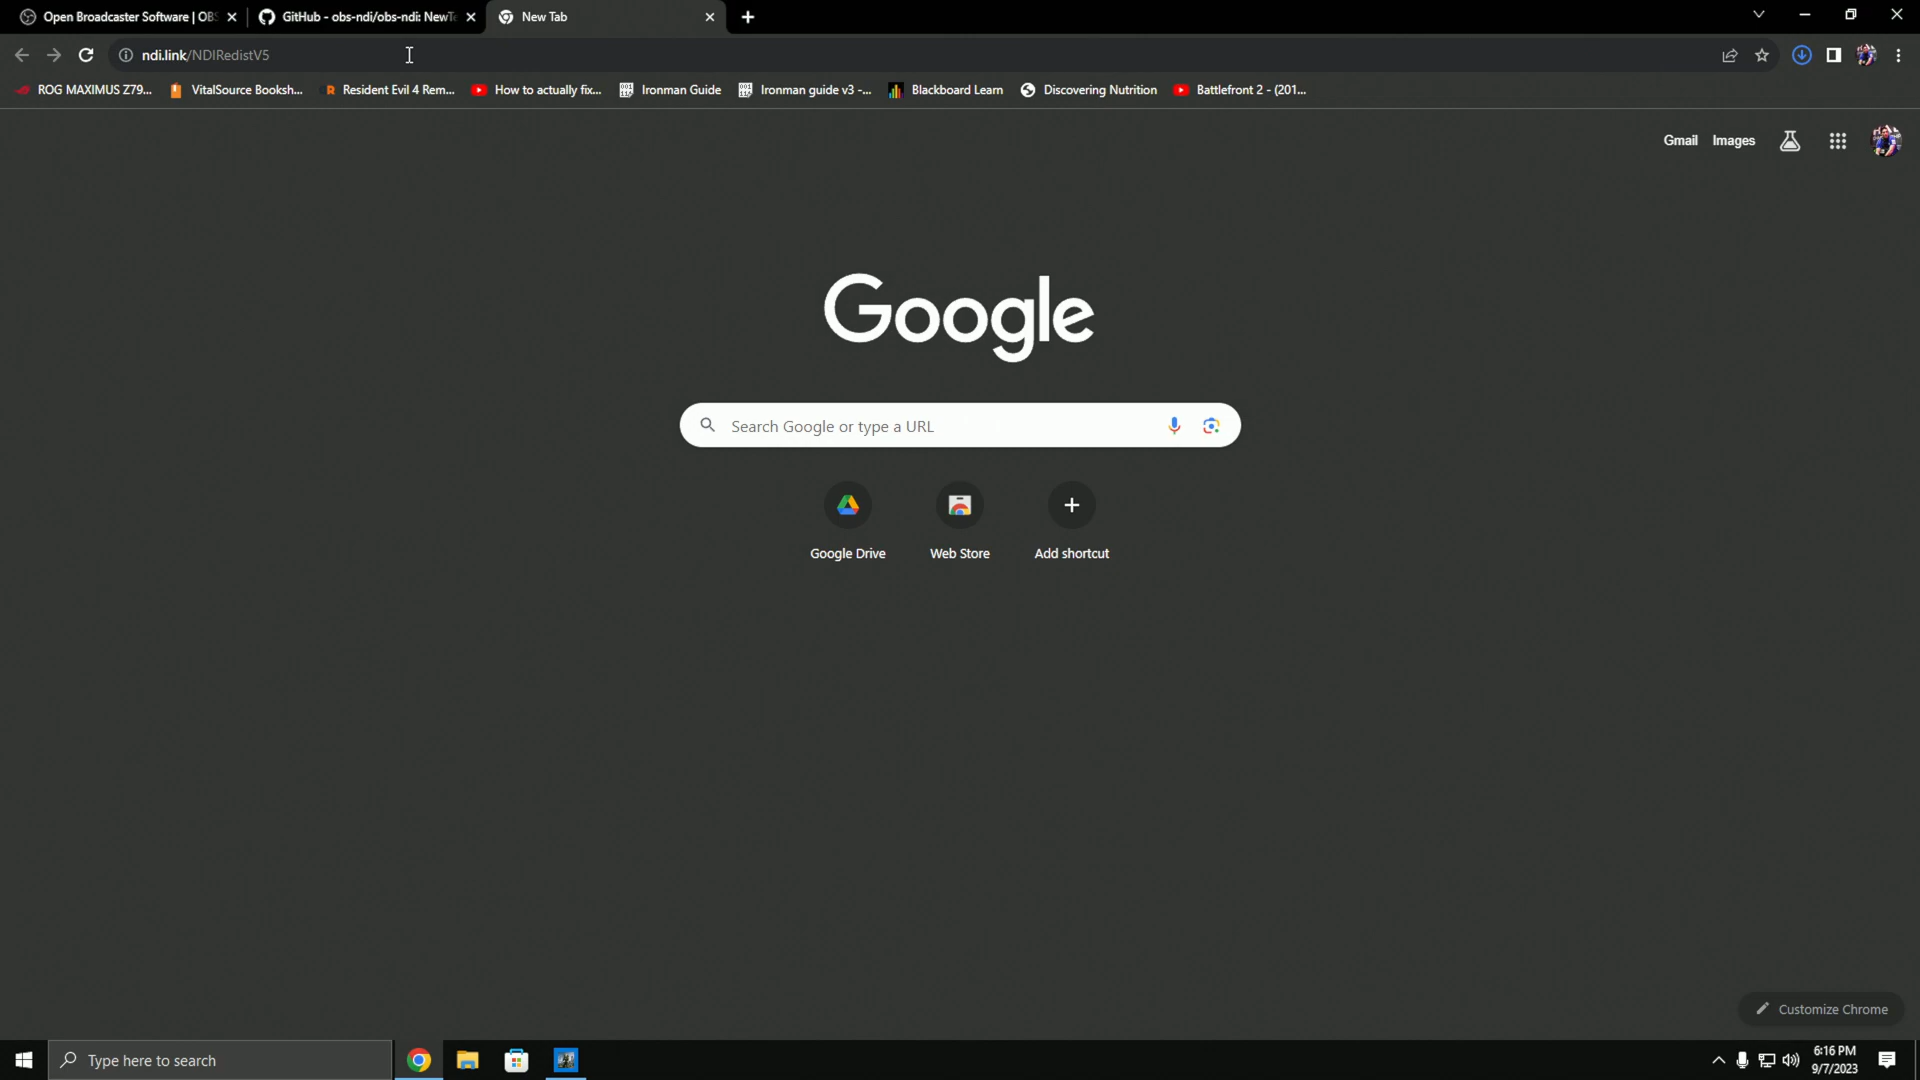 Open Broadcaster Software | OBS
GitHub - obs-ndi/obs-ndi: NewTe
New Tab
ndi.link/NDIRedistV5
ROG MAXIMUS Z79...
VitalSource Booksh...
Resident Evil 4 Rem...
How to actually fix...
Ironman Guide
Ironman guide v3 -...
Blackboard Learn
Discovering Nutrition
Battlefront 2 - (201...
Gmail
Images
Google
Search Google or type a URL
Google Drive
Web Store
Add shortcut
Customize Chrome
Type here to search
6:16 PM
9/7/2023